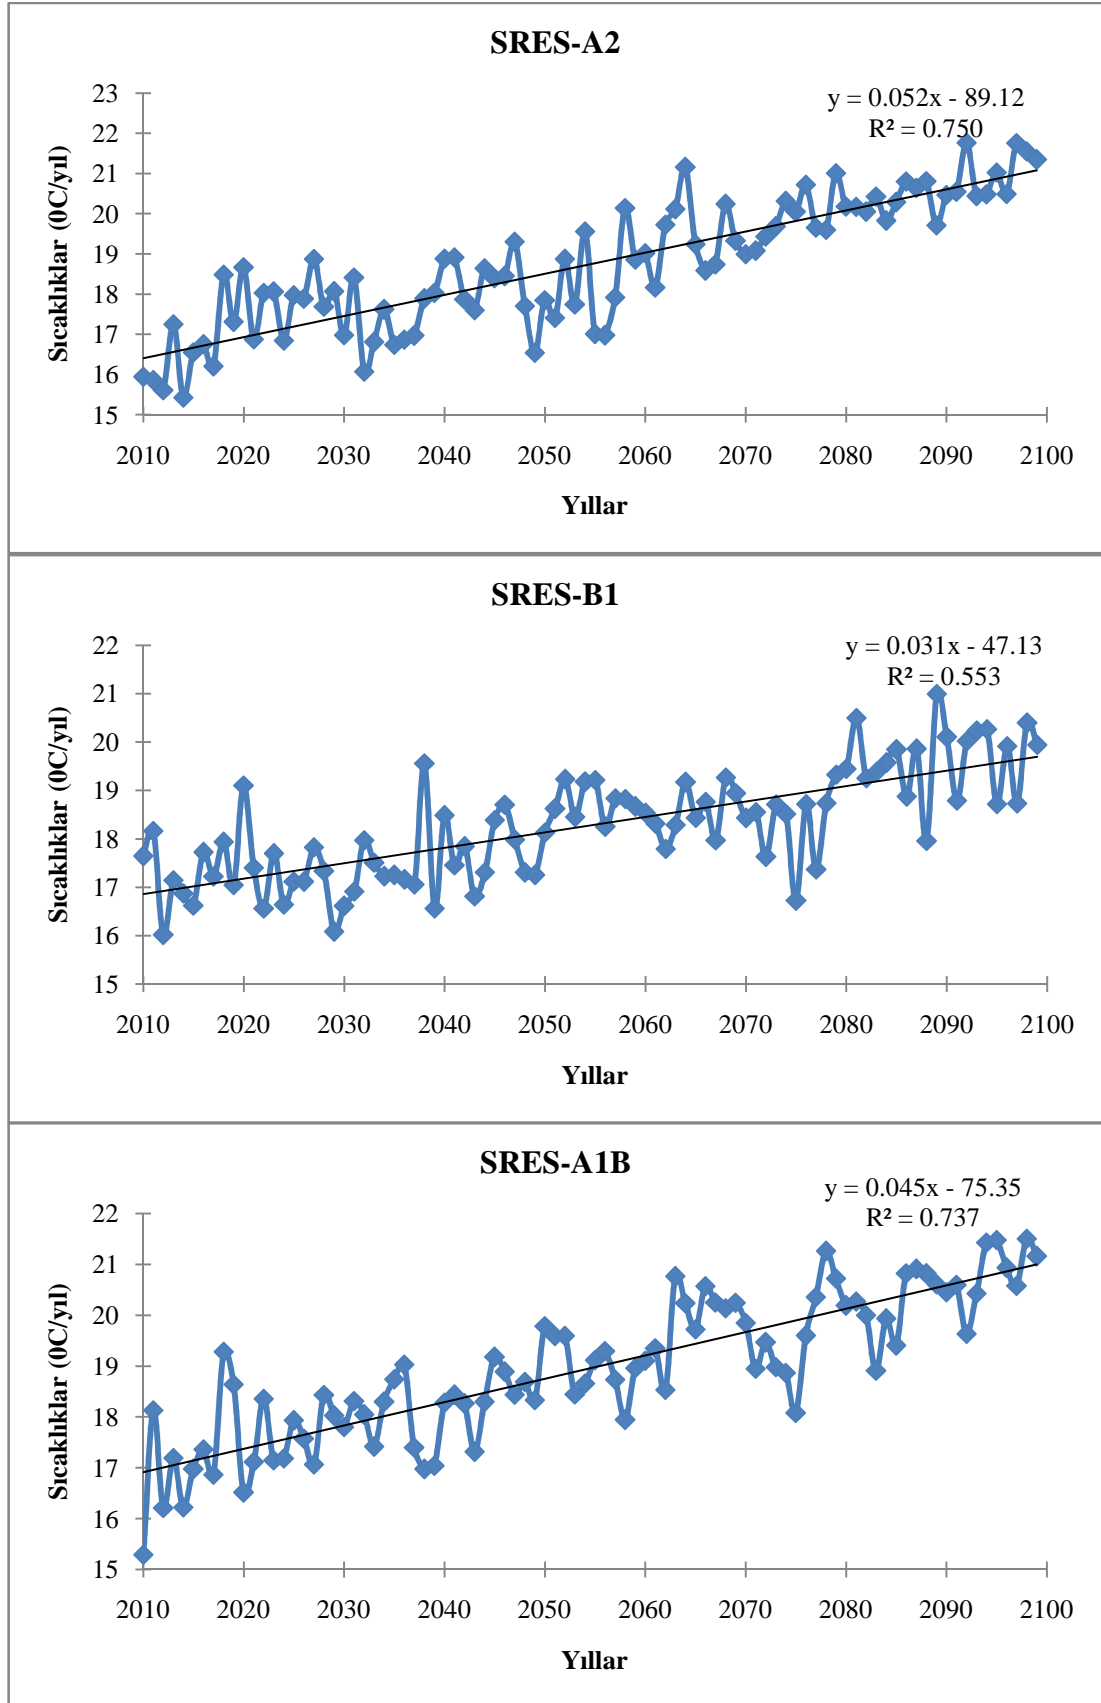 SRES-A2
y = 0.052x - 89.12
R² = 0.750
Sıcaklıklar (0C/yıl)
23
22
21
20
19
18
17
16
15
2010 2020 2030 2040 2050 2060 2070 2080 2090 2100
Yıllar
SRES-B1
y = 0.031x - 47.13
R² = 0.553
Sıcaklıklar (0C/yıl)
22
21
20
19
18
17
16
15
2010 2020 2030 2040 2050 2060 2070 2080 2090 2100
Yıllar
SRES-A1B
y = 0.045x - 75.35
R² = 0.737
Sıcaklıklar (0C/yıl)
22
21
20
19
18
17
16
15
2010 2020 2030 2040 2050 2060 2070 2080 2090 2100
Yıllar